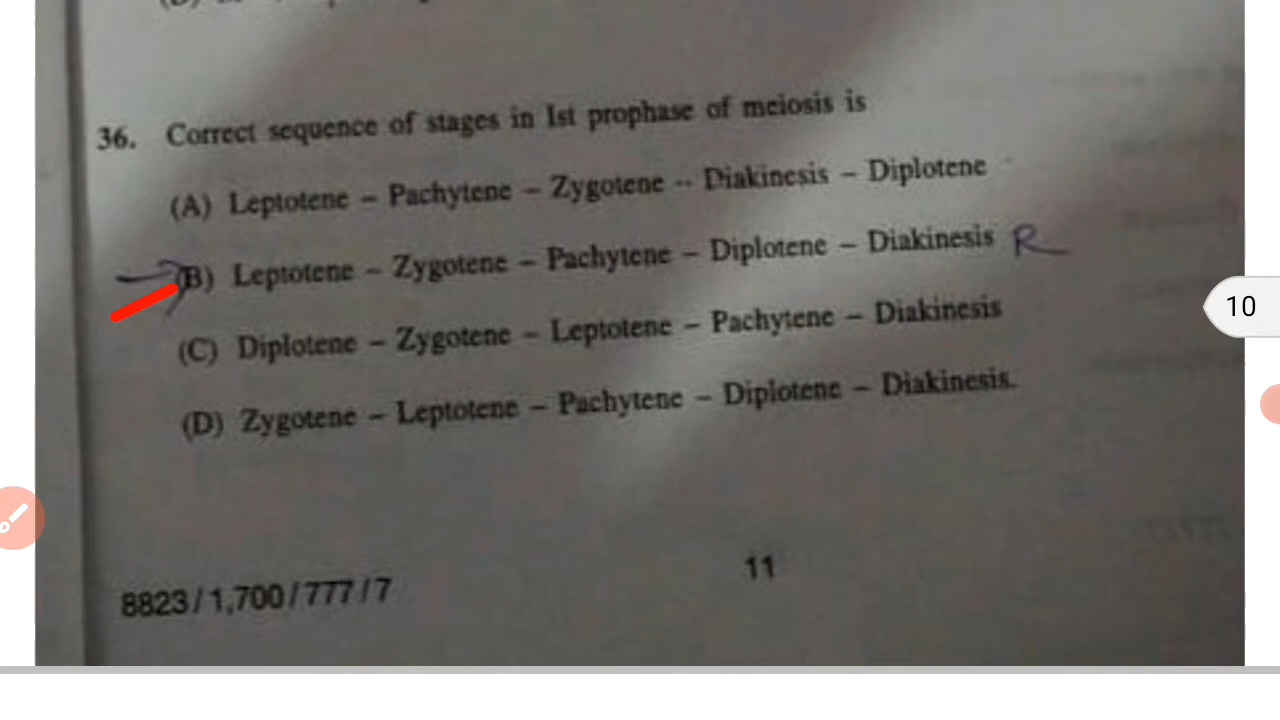 36. Correct sequence of stages in Ist prophase of meiosis is
(A) Leptotene – Pachytene – Zygotene -- Diakinesis – Diplotene
(B) Leptotene – Zygotene – Pachytene – Diplotene – Diakinesis R
(C) Diplotene – Zygotene – Leptotene – Pachytene – Diakinesis
(D) Zygotene – Leptotene – Pachytene – Diplotene – Diakinesis.
10
8823/1,700/777/7 11